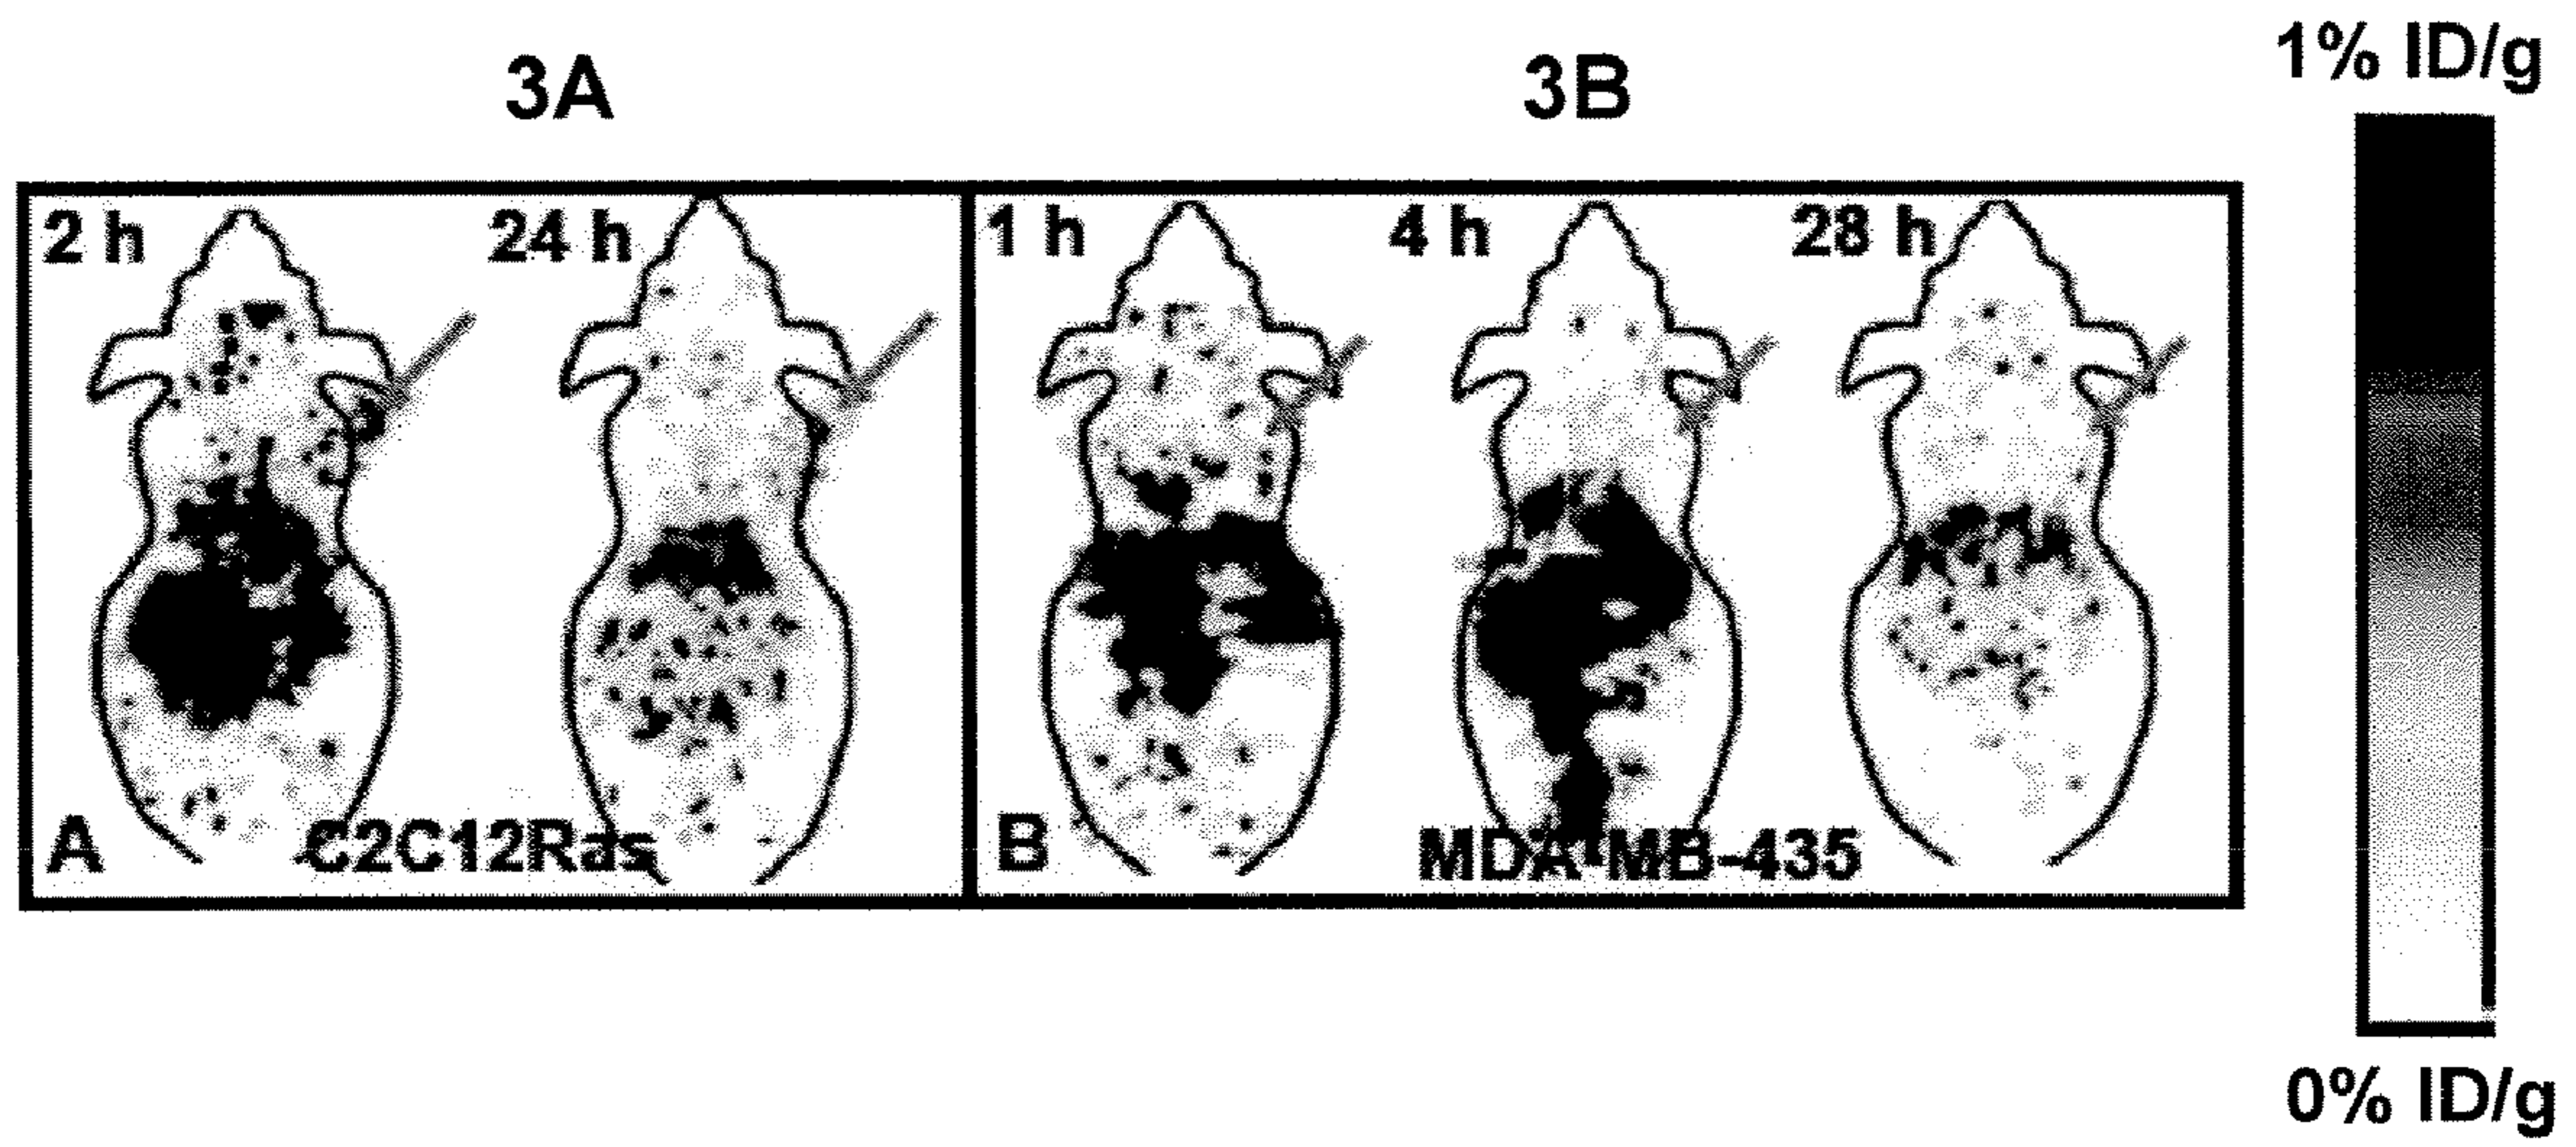 3A
3B
1% ID/g
2 h
24 h
1 h
4 h
28 h
A
C2C12Ras
B
MDA-MB-435
0% ID/g